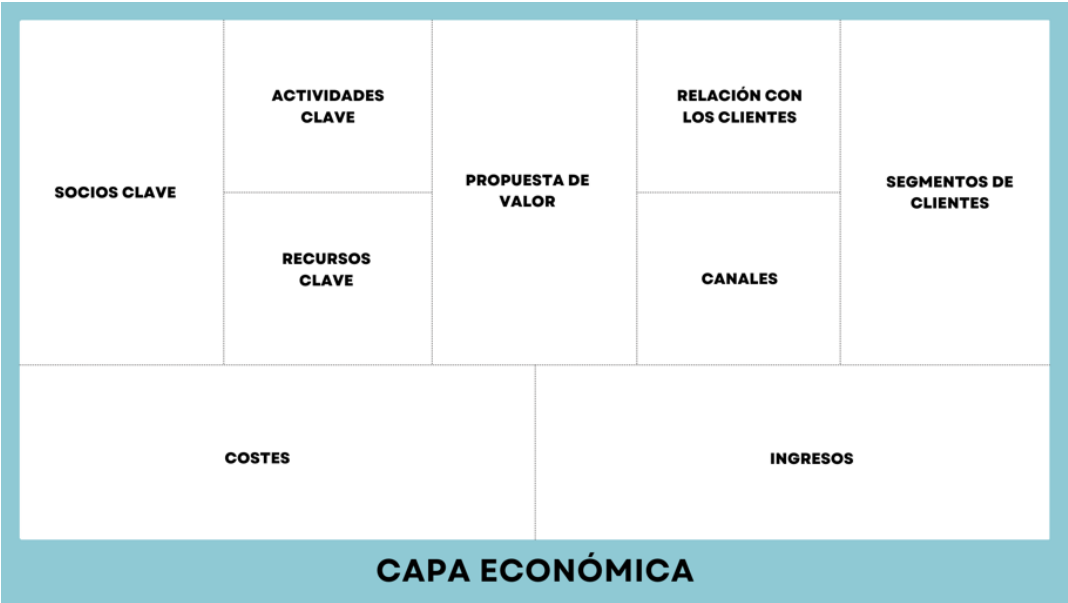 SOCIOS CLAVE
ACTIVIDADES
CLAVE
RECURSOS
CLAVE
PROPUESTA DE
VALOR
RELACIÓN CON
LOS CLIENTES
CANALES
SEGMENTOS DE
CLIENTES
COSTES
INGRESOS
CAPA ECONÓMICA